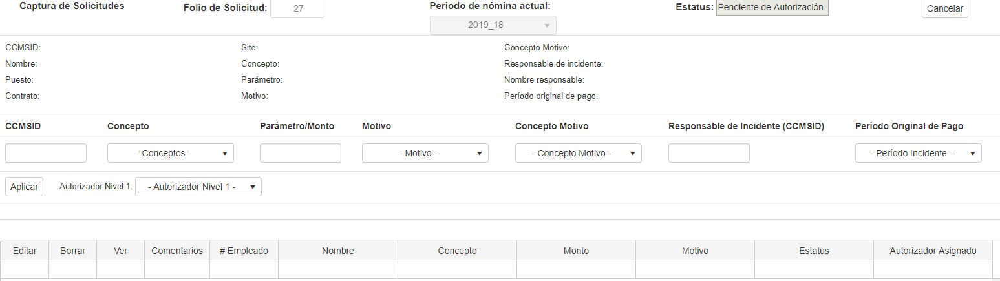 Captura de Solicitudes Folio de Solicitud: 27 Periodo de nómina actual: Estatus: Pendiente de Autorización Cancelar
2019_18
CCMSID: Site: Concepto Motivo:
Nombre: Concepto: Responsable de incidente:
Puesto: Parámetro: Nombre responsable:
Contrato: Motivo: Período original de pago:
CCMSID Concepto Parámetro/Monto Motivo Concepto Motivo Responsable de Incidente (CCMSID) Período Original de Pago
- Conceptos - - Motivo - - Concepto Motivo - - Período Incidente -
Aplicar Autorizador Nivel 1: - Autorizador Nivel 1 -
Editar Borrar Ver Comentarios # Empleado Nombre Concepto Monto Motivo Estatus Autorizador Asignado